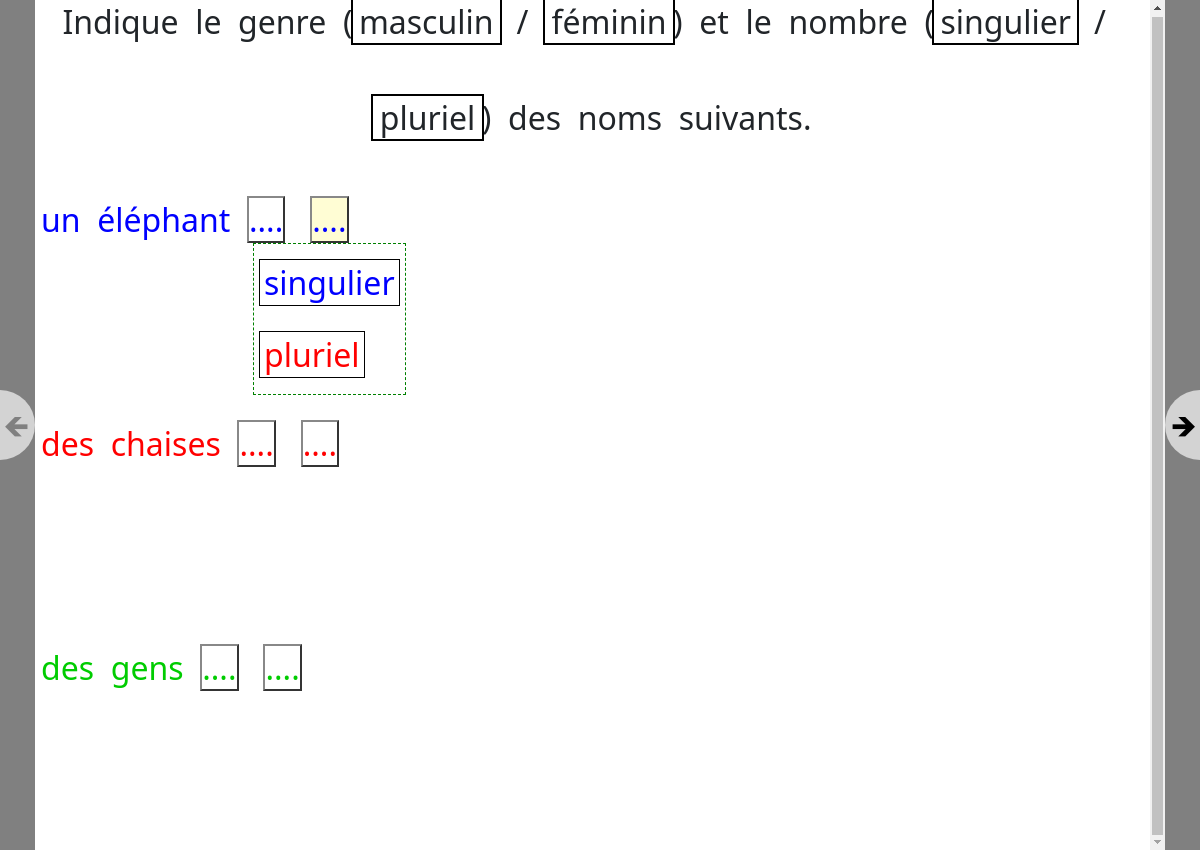 Indique le genre (masculin / féminin) et le nombre (singulier /
pluriel) des noms suivants.
un éléphant .... ....
singulier
pluriel
des chaises .... ....
des gens .... ....